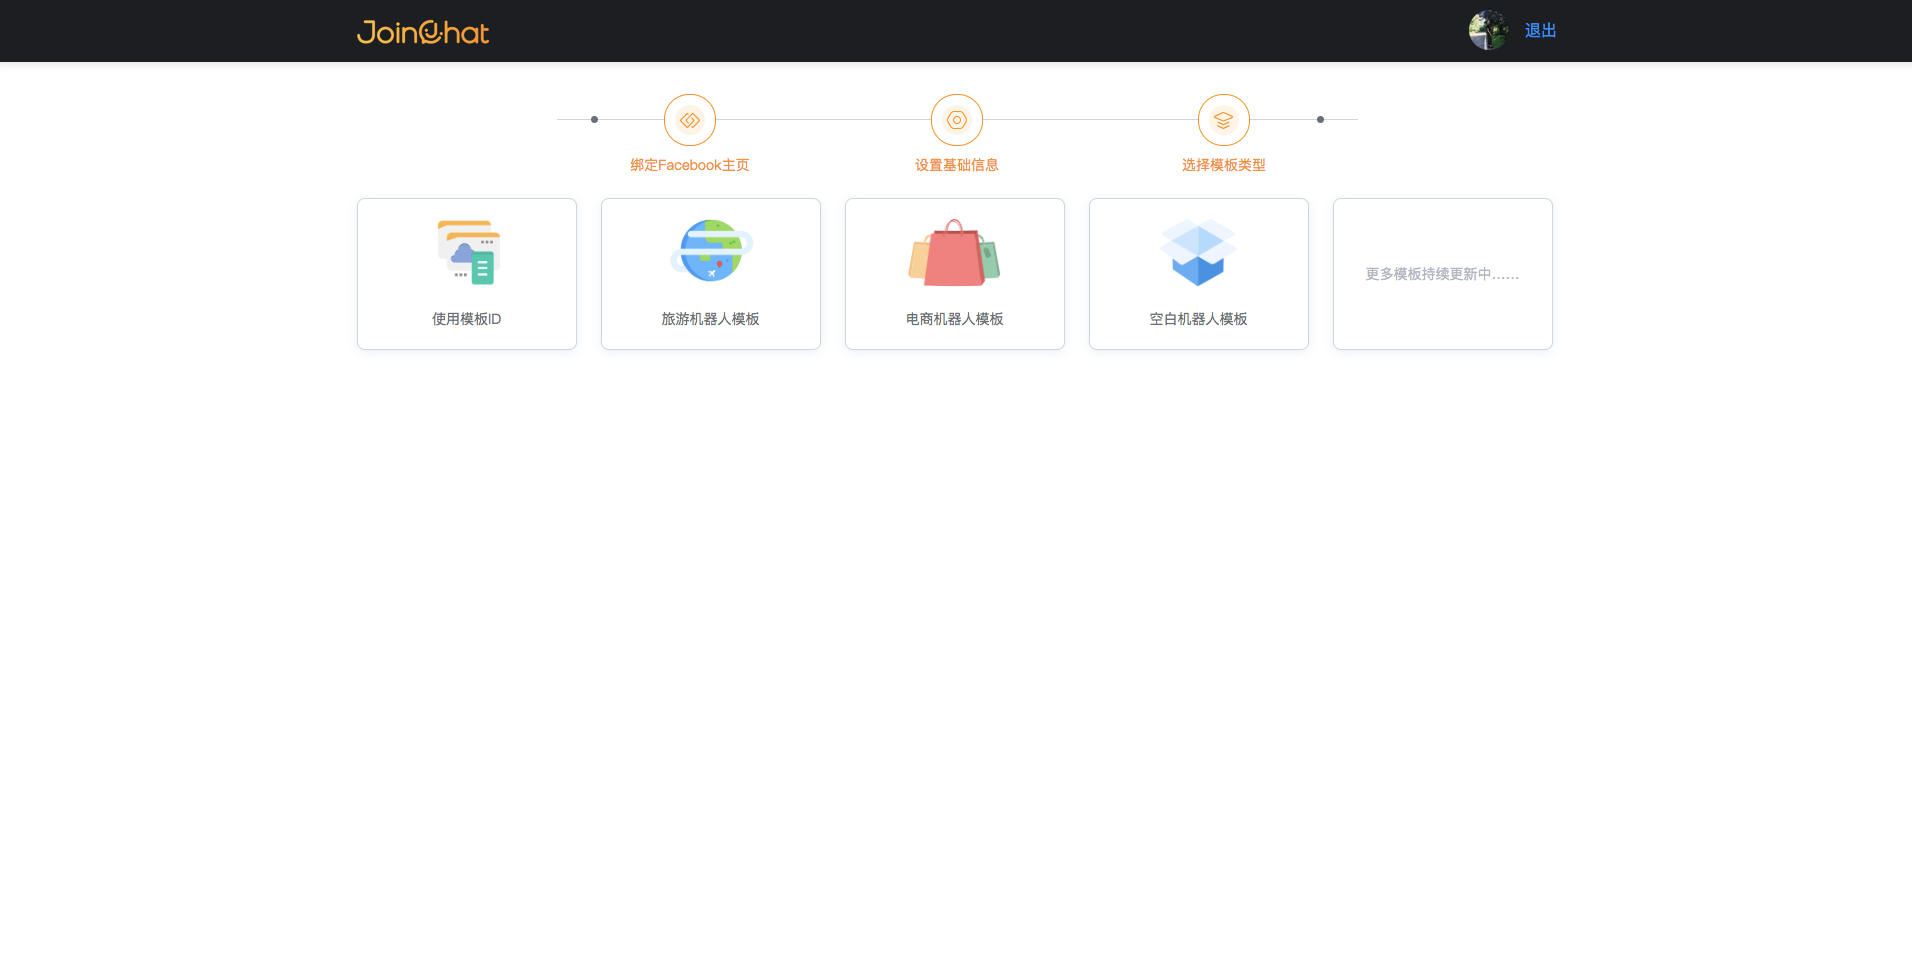 JoinChat
退出
绑定Facebook主页
设置基础信息
选择模板类型
使用模板ID
旅游机器人模板
电商机器人模板
空白机器人模板
更多模板持续更新中......